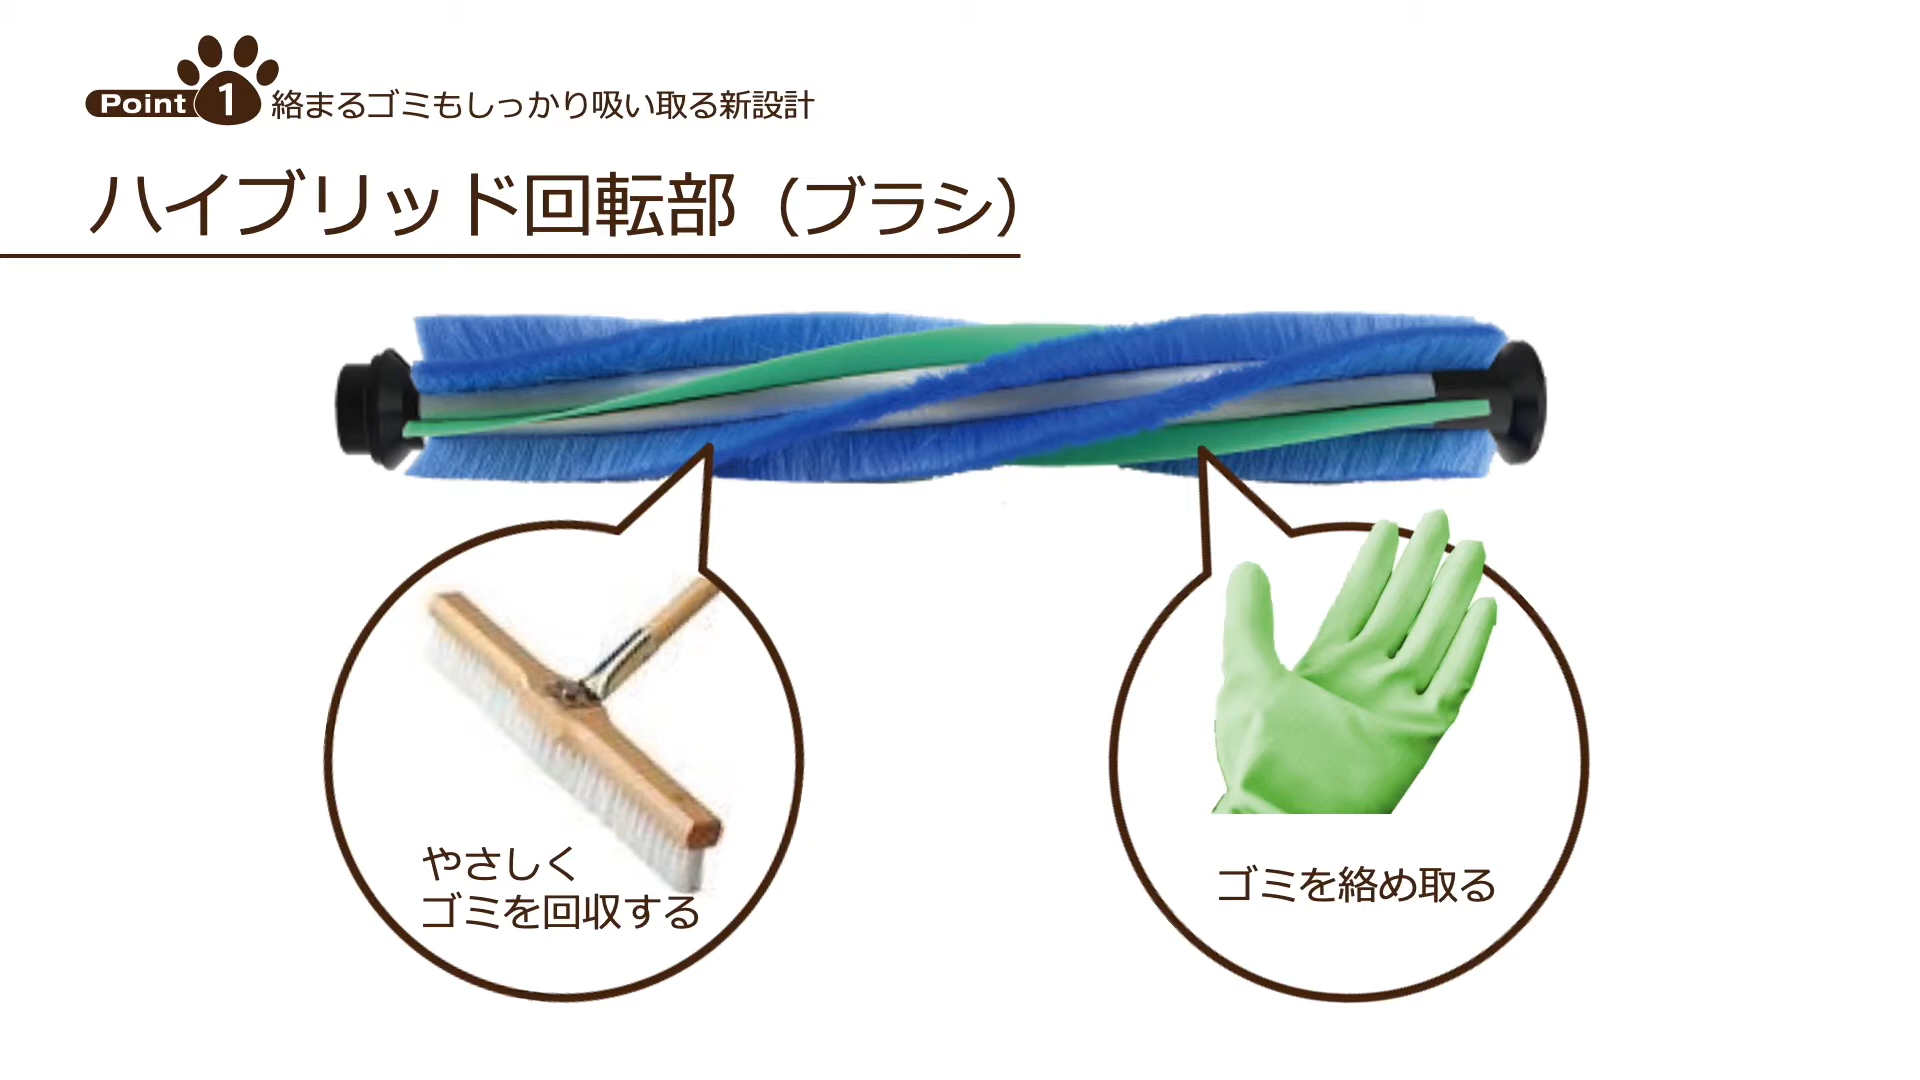 Point 1 絡まるゴミもしっかり吸い取る新設計
ハイブリッド回転部（ブラシ）
やさしく
ゴミを回収する
ゴミを絡め取る